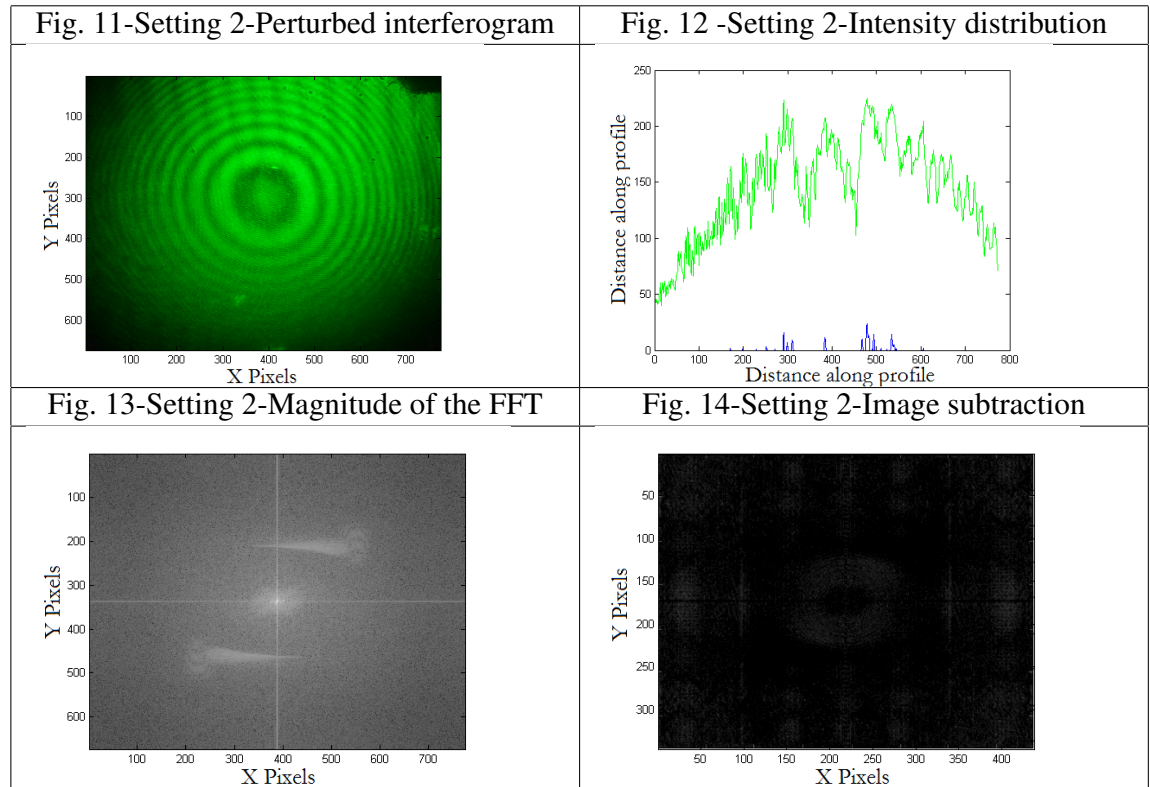 Fig. 11-Setting 2-Perturbed interferogram
Fig. 12 -Setting 2-Intensity distribution
100
200
300
400
500
600
Y Pixels
100 200 300 400 500 600 700
X Pixels
250
200
150
100
50
0
Distance along profile
0 100 200 300 400 500 600 700 800
Distance along profile
Fig. 13-Setting 2-Magnitude of the FFT
Fig. 14-Setting 2-Image subtraction
100
200
300
400
500
600
Y Pixels
100 200 300 400 500 600 700
X Pixels
50
100
150
200
250
300
Y Pixels
50 100 150 200 250 300 350 400
X Pixels